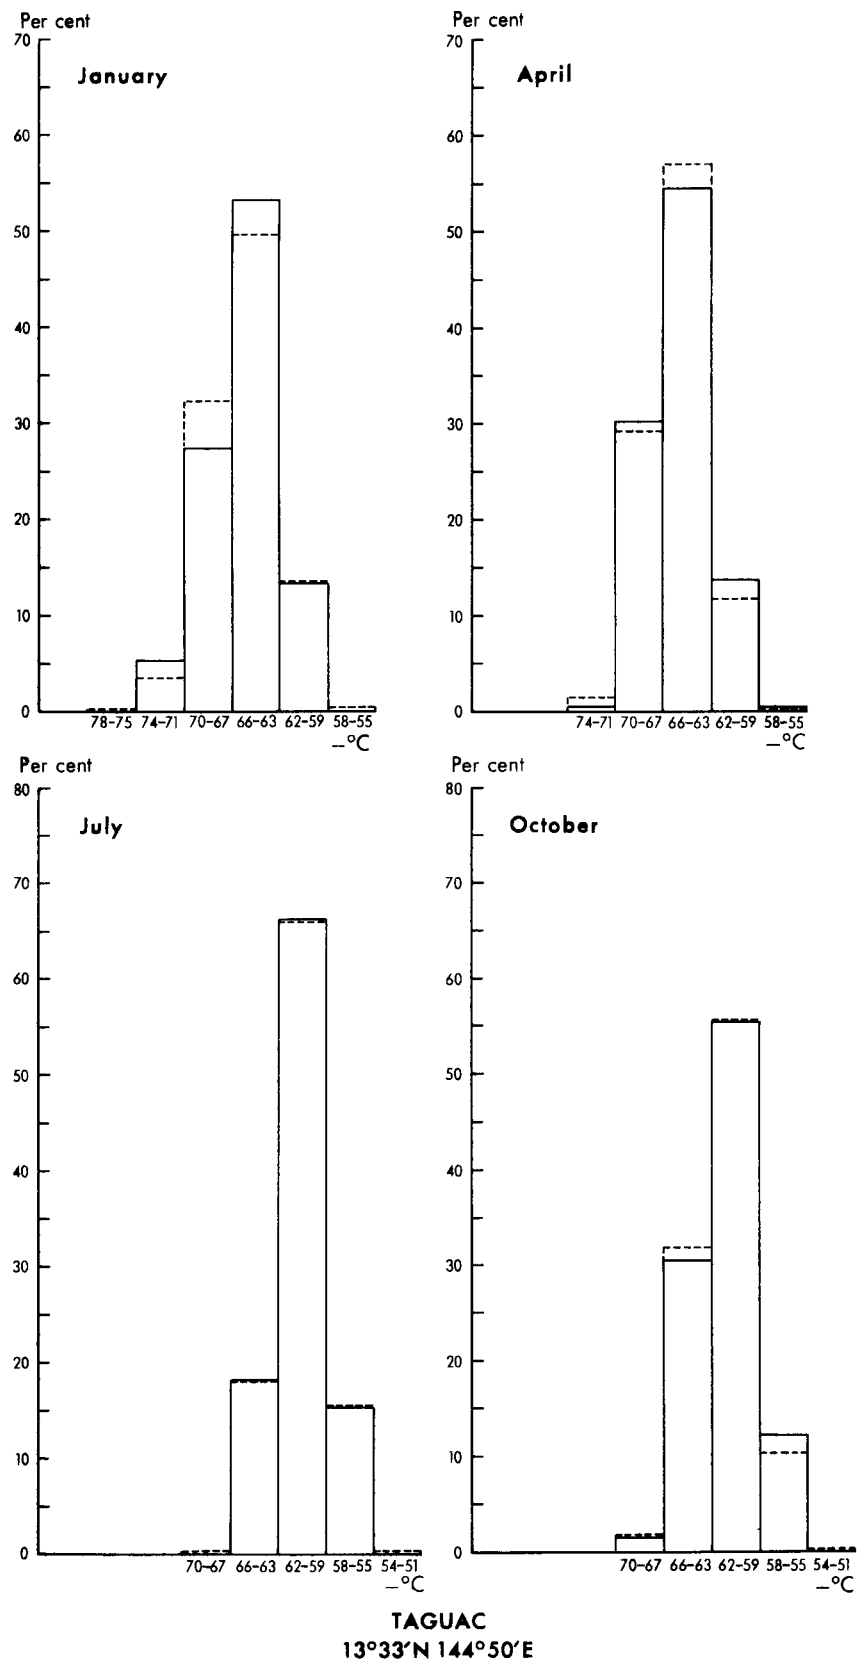 Per cent
70
60
50
40
30
20
10
0
January
78-75 74-71 70-67 66-63 62-59 58-55
-°C
Per cent
70
60
50
40
30
20
10
0
April
74-71 70-67 66-63 62-59 58-55
-°C
Per cent
80
70
60
50
40
30
20
10
0
July
70-67 66-63 62-59 58-55 54-51
-°C
Per cent
80
70
60
50
40
30
20
10
0
October
70-67 66-63 62-59 58-55 54-51
-°C
TAGUAC
13°33′N 144°50′E